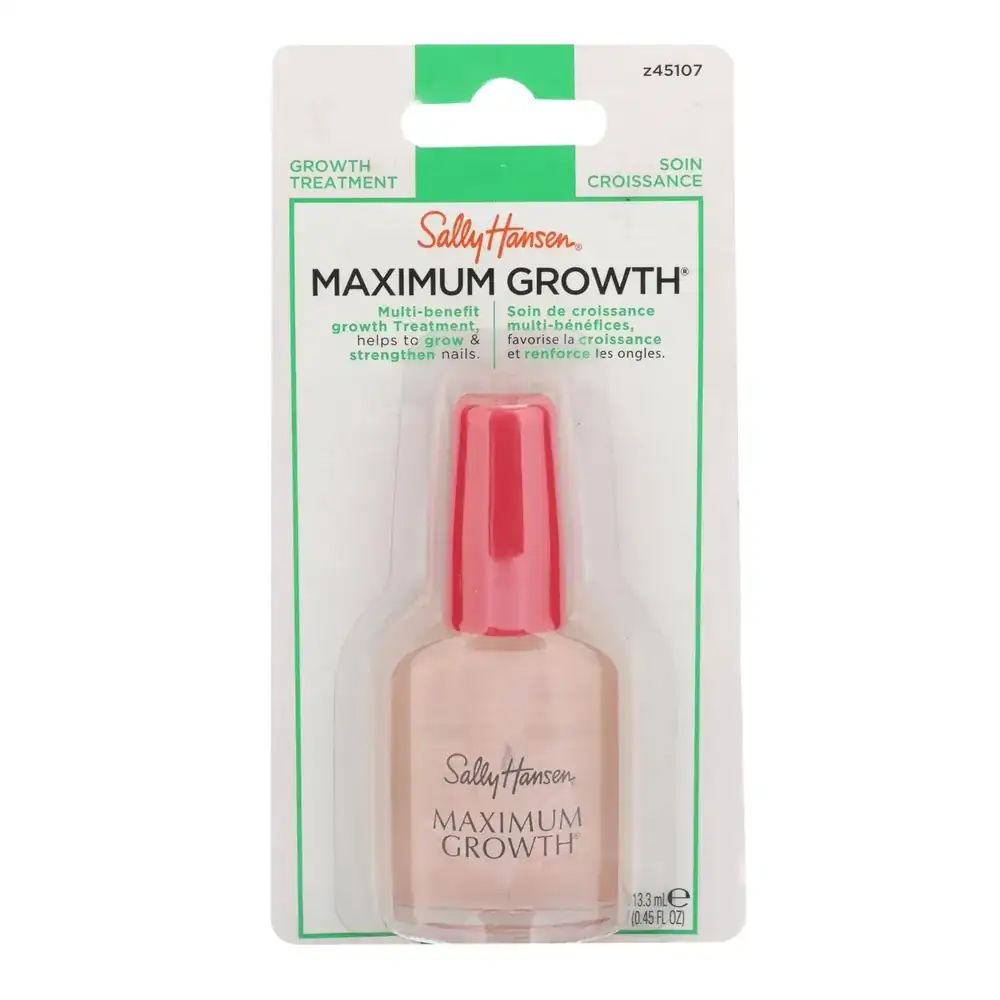 z45107
GROWTH
TREATMENT
SOIN
CROISSANCE
Sally Hansen®
MAXIMUM GROWTH®
Multi-benefit
growth Treatment,
helps to grow &
strengthen nails.
Soin de croissance
multi-bénéfices,
favorise la croissance
et renforce les ongles.
Sally Hansen
MAXIMUM
GROWTH®
13.3 mL e
(0.45 FL OZ)